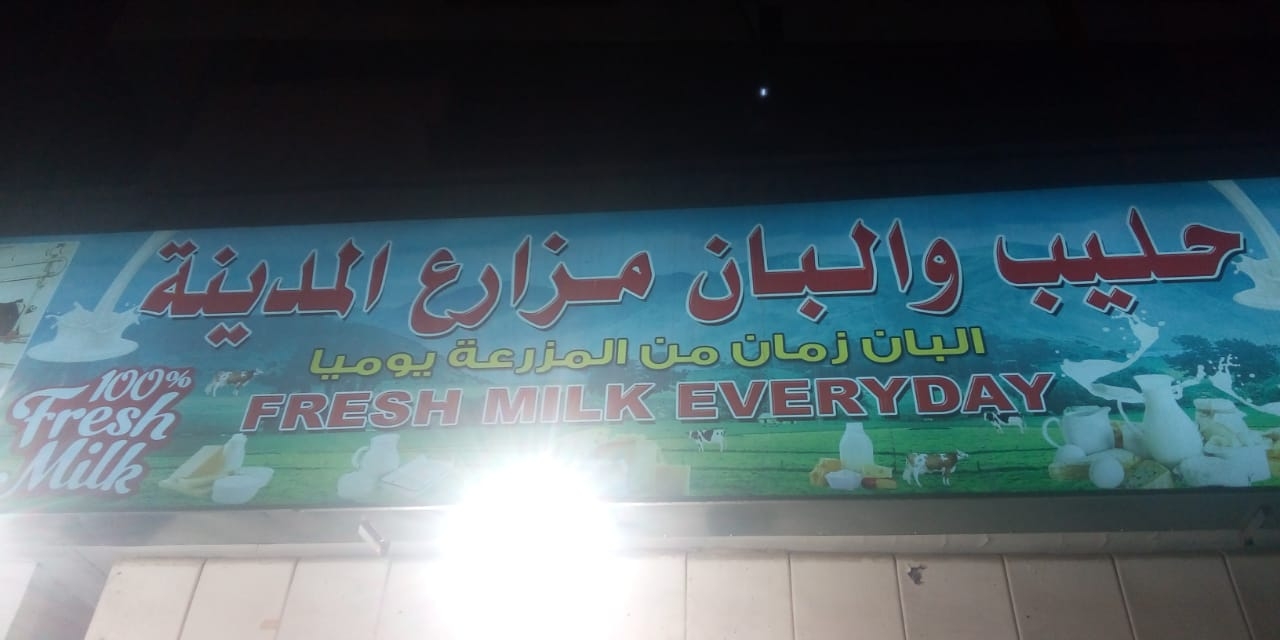 حليب والبان مزارع المدينة
البان زمان من المزرعة يوميا
FRESH MILK EVERYDAY
100%
Fresh
Milk